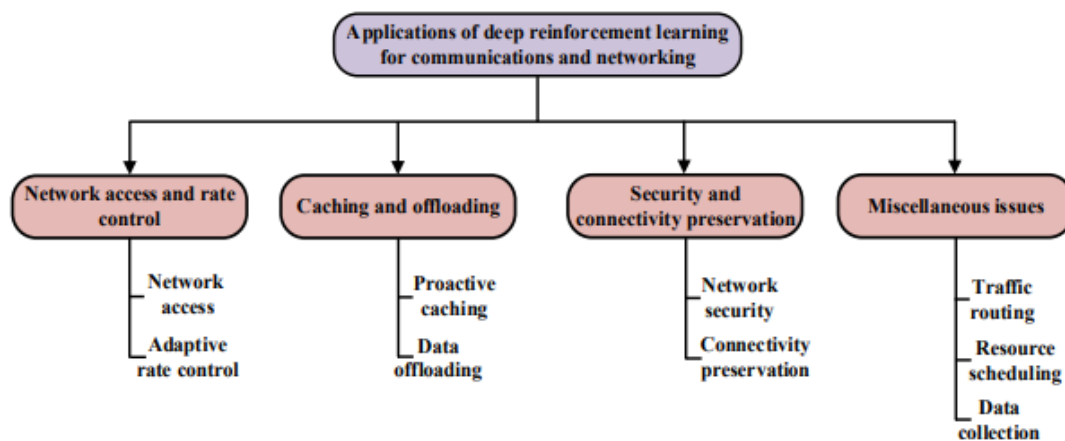 Applications of deep reinforcement learning
for communications and networking
Network access and rate
control
Caching and offloading
Security and
connectivity preservation
Miscellaneous issues
Network
access
Adaptive
rate control
Proactive
caching
Data
offloading
Network
security
Connectivity
preservation
Traffic
routing
Resource
scheduling
Data
collection